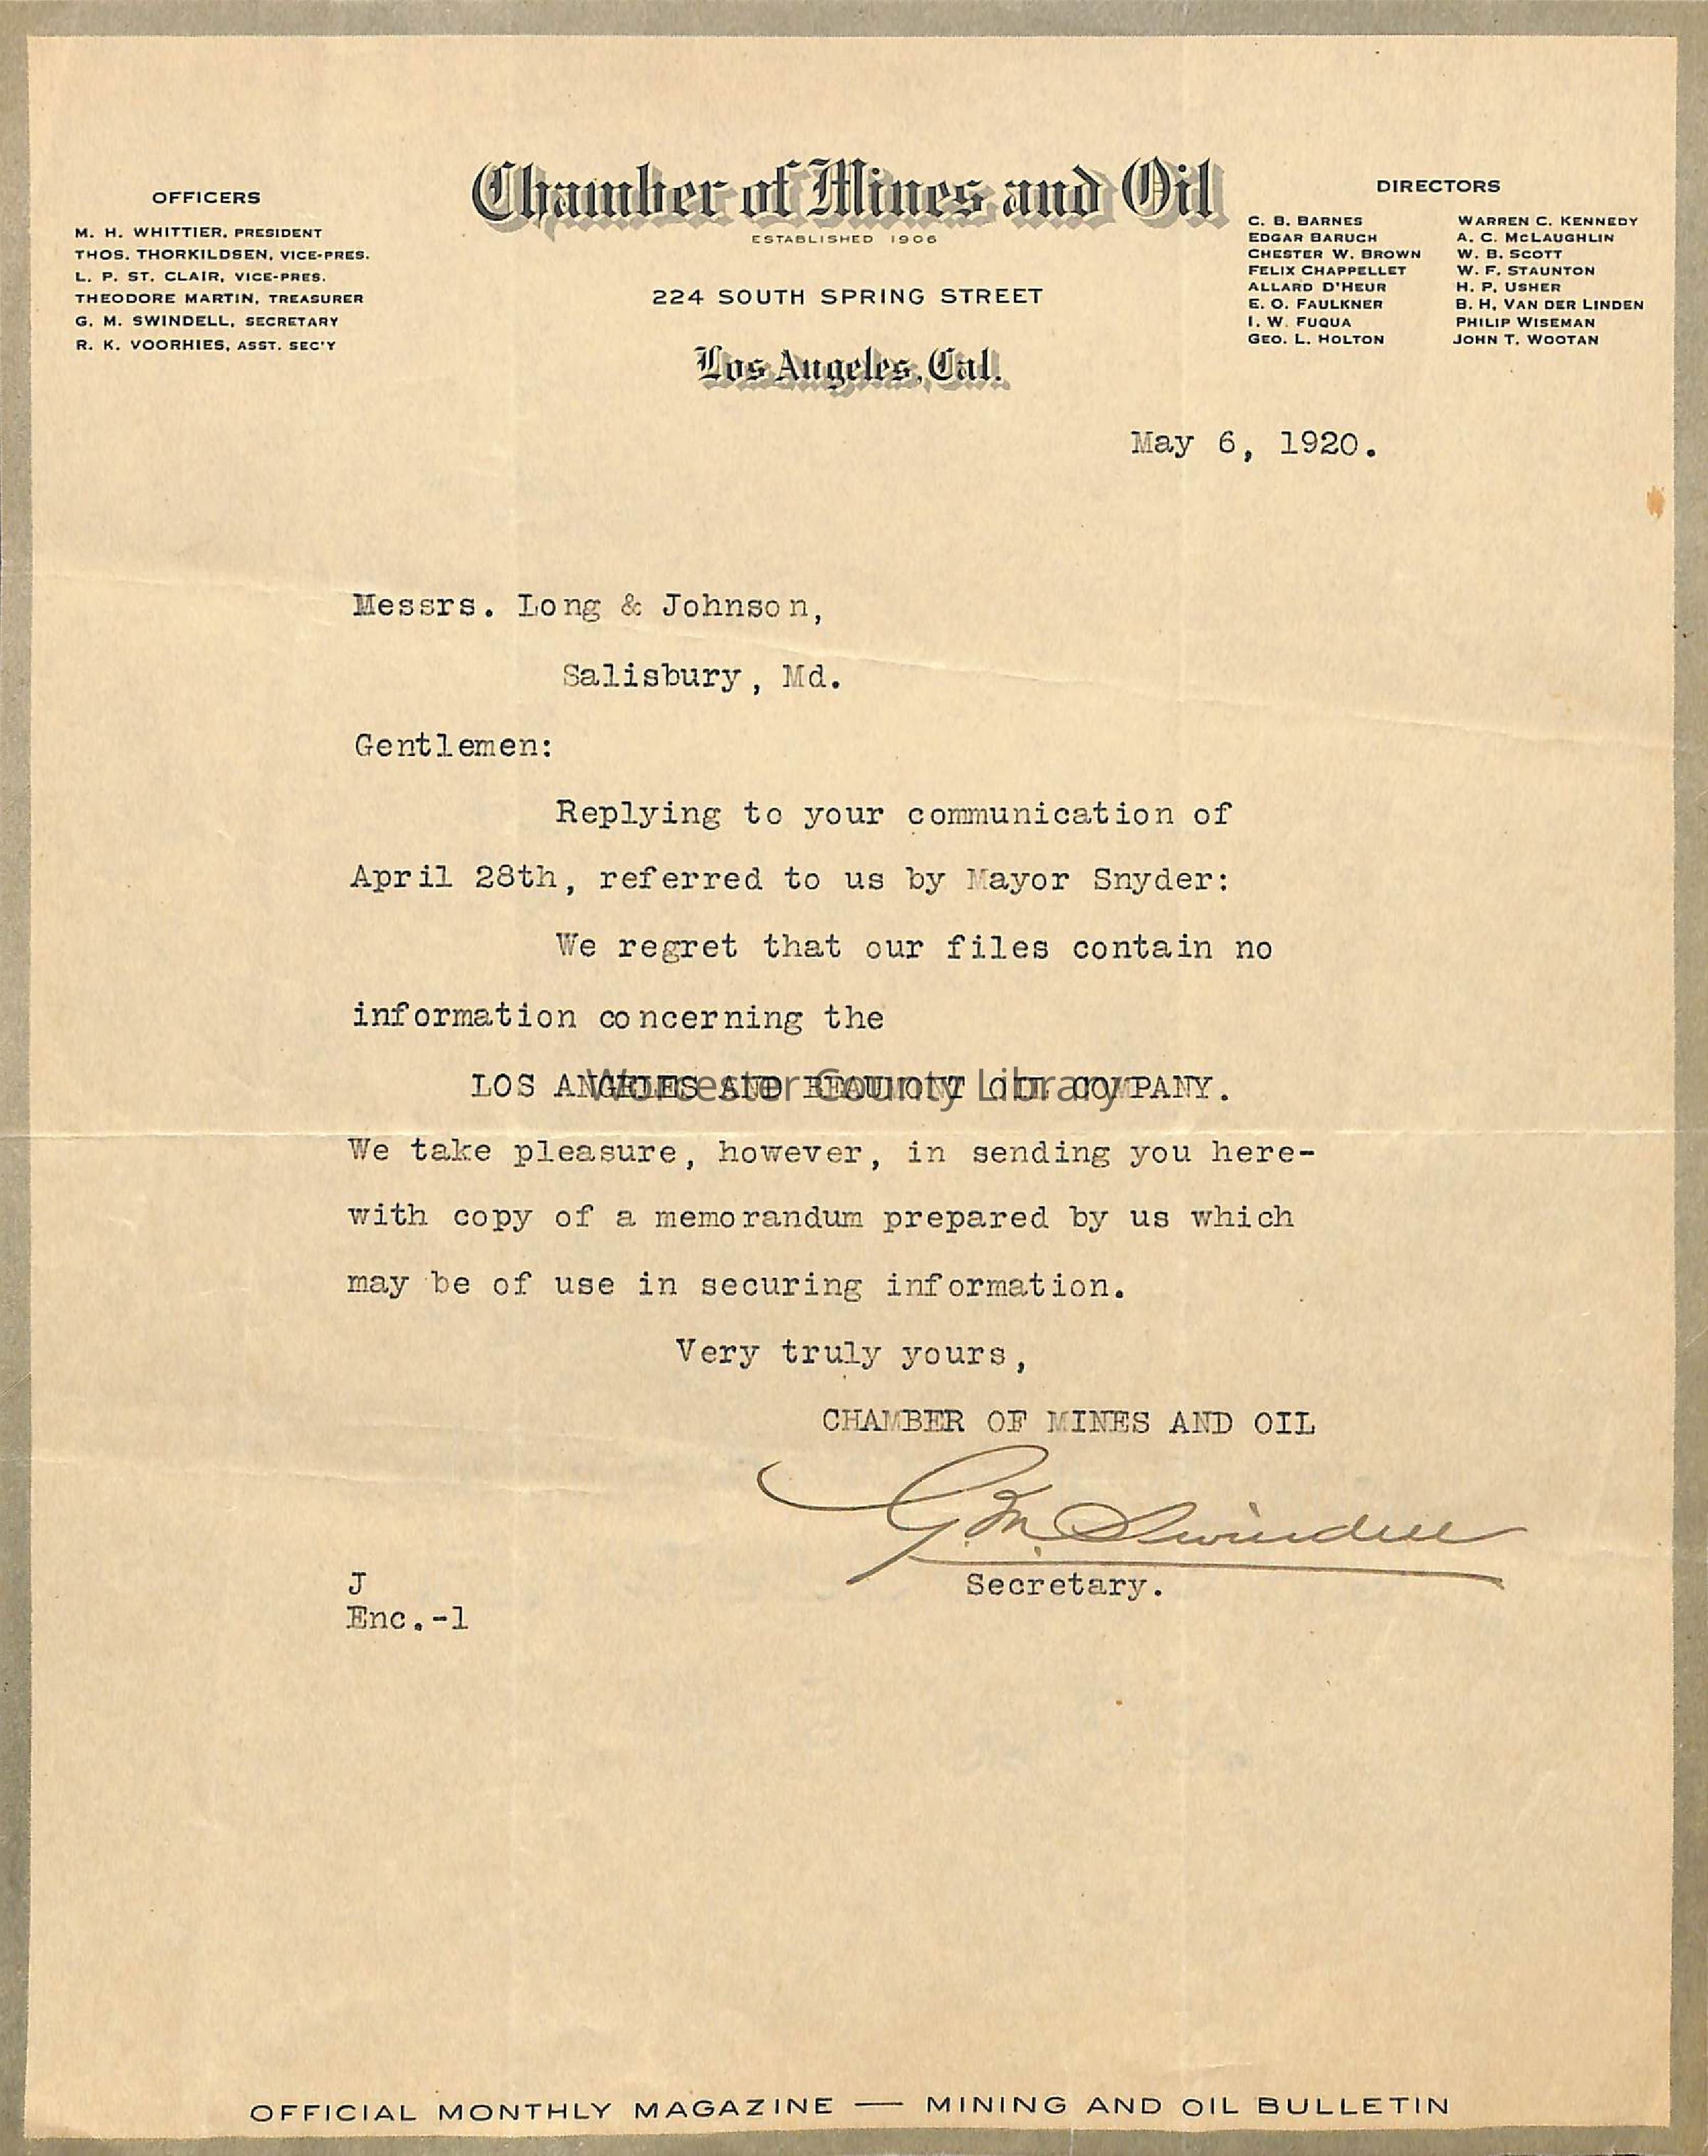 Chamber of Mines and Oil
ESTABLISHED 1906
224 SOUTH SPRING STREET
Los Angeles, Cal.
OFFICERS
M. H. WHITTIER, PRESIDENT
THOS. THORKILDSEN, VICE-PRES.
L. P. ST. CLAIR, VICE-PRES.
THEODORE MARTIN, TREASURER
G. M. SWINDELL, SECRETARY
R. K. VOORHIES, ASST. SEC'Y
DIRECTORS
C. B. BARNES
EDGAR BARUCH
CHESTER W. BROWN
FELIX CHAPPELLET
ALLARD D'HEUR
E. O. FAULKNER
I. W. FUQUA
GEO. L. HOLTON
WARREN C. KENNEDY
A. C. McLAUGHLIN
W. B. SCOTT
W. F. STAUNTON
H. P. USHER
B. H. VAN DER LINDEN
PHILIP WISEMAN
JOHN T. WOOTAN
May 6, 1920.
Messrs. Long & Johnson,
Salisbury, Md.
Gentlemen:
Replying to your communication of
April 28th, referred to us by Mayor Snyder:
We regret that our files contain no
information concerning the
LOS ANGELES AND BEAUMONT OIL COMPANY.
Worcester County Library
We take pleasure, however, in sending you here-
with copy of a memorandum prepared by us which
may be of use in securing information.
Very truly yours,
CHAMBER OF MINES AND OIL
G. M. Swindell
Secretary.
J
Enc.-1
OFFICIAL MONTHLY MAGAZINE — MINING AND OIL BULLETIN